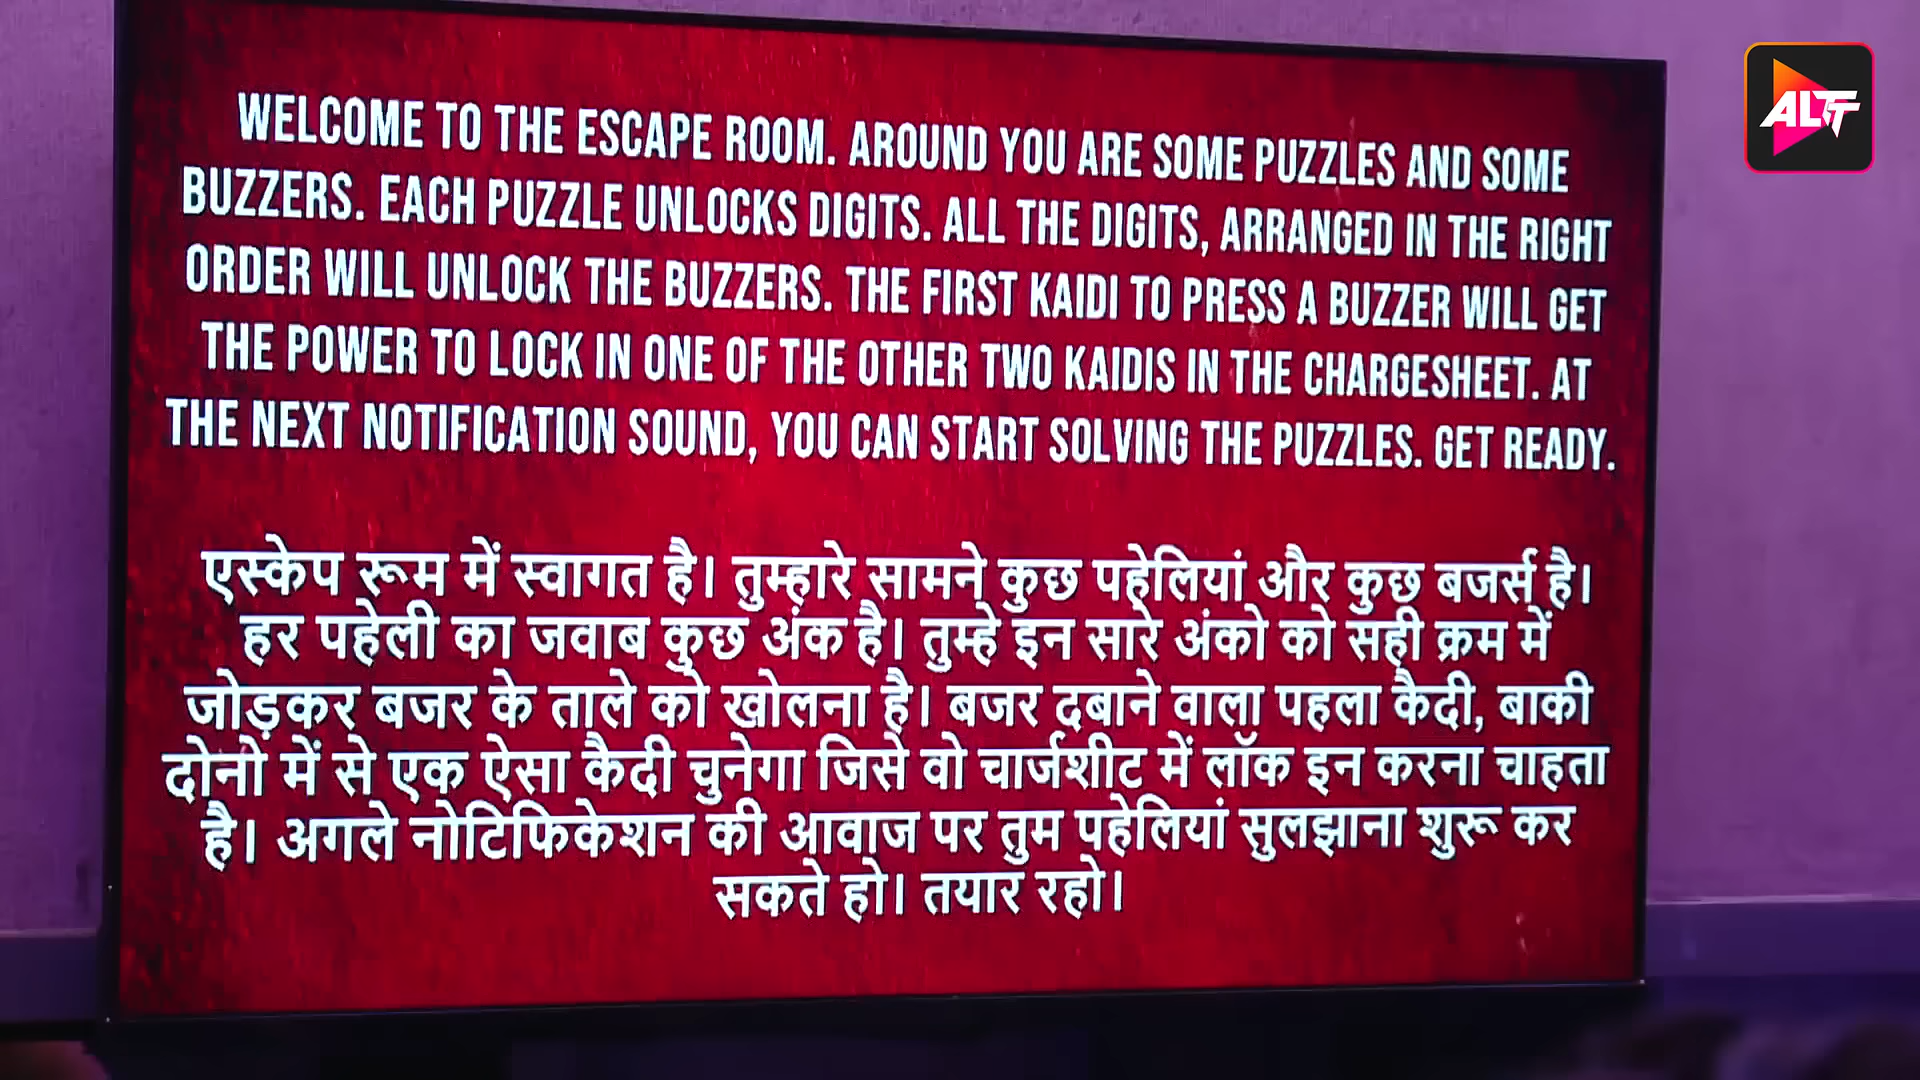 WELCOME TO THE ESCAPE ROOM. AROUND YOU ARE SOME PUZZLES AND SOME
BUZZERS. EACH PUZZLE UNLOCKS DIGITS. ALL THE DIGITS, ARRANGED IN THE RIGHT
ORDER WILL UNLOCK THE BUZZERS. THE FIRST KAIDI TO PRESS A BUZZER WILL GET
THE POWER TO LOCK IN ONE OF THE OTHER TWO KAIDIS IN THE CHARGESHEET. AT
THE NEXT NOTIFICATION SOUND, YOU CAN START SOLVING THE PUZZLES. GET READY.
एस्केप रूम में स्वागत है। तुम्हारे सामने कुछ पहेलियां और कुछ बजर्स है।
हर पहेली का जवाब कुछ अंक है। तुम्हे इन सारे अंको को सही क्रम में
जोड़कर बजर के ताले को खोलना है। बजर दबाने वाला पहला कैदी, बाकी
दोनो में से एक ऐसा कैदी चुनेगा जिसे वो चार्जशीट में लॉक इन करना चाहता
है। अगले नोटिफिकेशन की आवाज पर तुम पहेलियां सुलझाना शुरू कर
सकते हो। तयार रहो।
ALTT